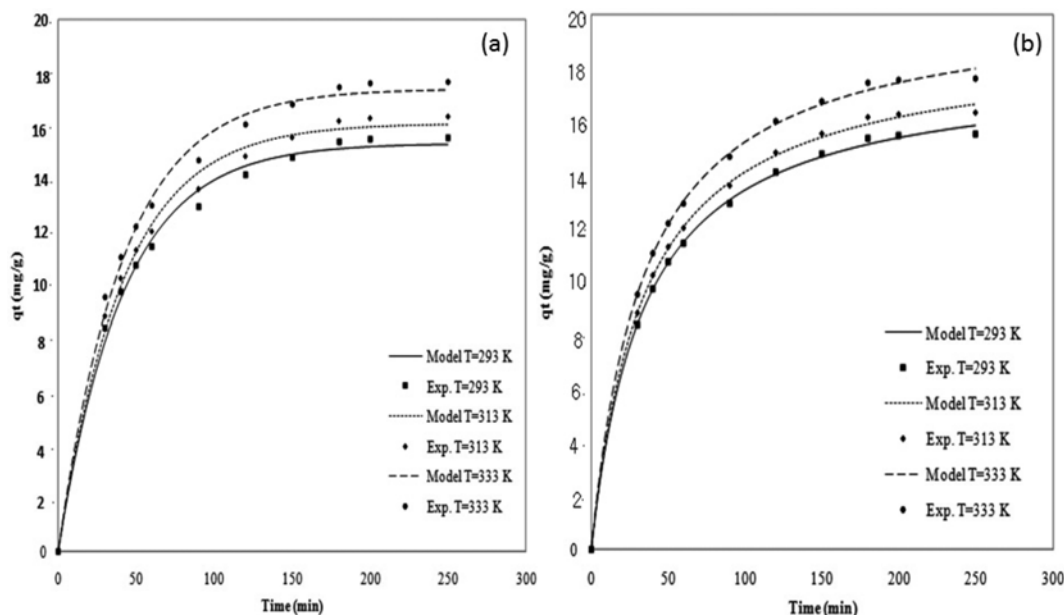 (a)
20
18
16
14
12
10
8
6
4
2
0
qt (mg/g)
Model T=293 K
Exp. T=293 K
Model T=313 K
Exp. T=313 K
Model T=333 K
Exp. T=333 K
0 50 100 150 200 250 300
Time (min)
(b)
20
18
16
14
12
10
8
6
4
2
0
qt (mg/g)
Model T=293 K
Exp. T=293 K
Model T=313 K
Exp. T=313 K
Model T=333 K
Exp. T=333 K
0 50 100 150 200 250 300
Time (min)